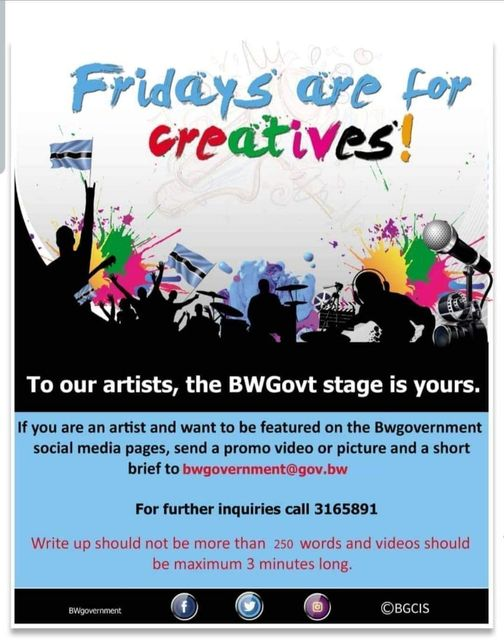 Fridays are for
creatives!
To our artists, the BWGovt stage is yours.
If you are an artist and want to be featured on the Bwgovernment
social media pages, send a promo video or picture and a short
brief to bwgovernment@gov.bw
For further inquiries call 3165891
Write up should not be more than 250 words and videos should
be maximum 3 minutes long.
BWgovernment
©BGCIS